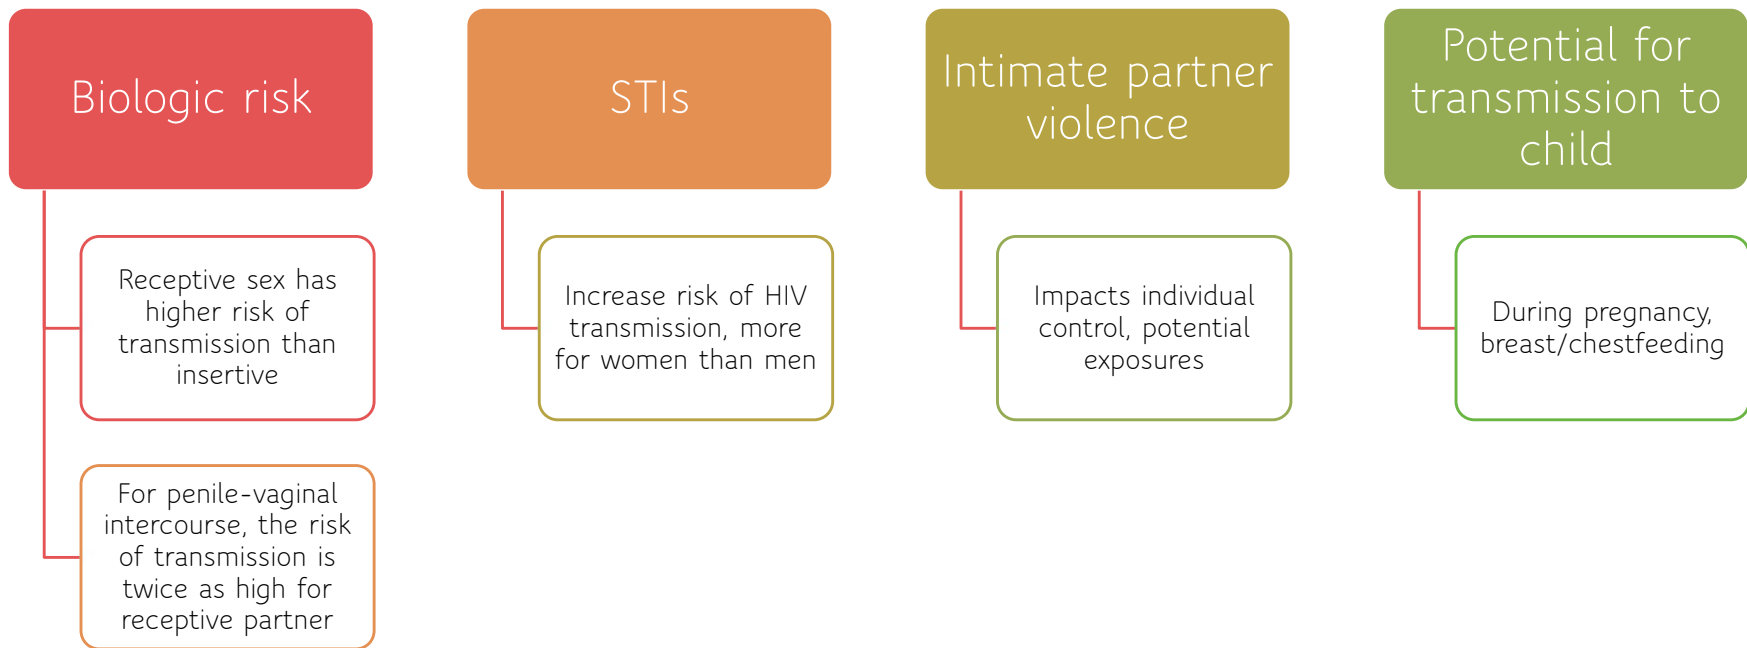 Biologic risk
Receptive sex has
higher risk of
transmission than
insertive
For penile-vaginal
intercourse, the risk
of transmission is
twice as high for
receptive partner
STIs
Increase risk of HIV
transmission, more
for women than men
Intimate partner
violence
Impacts individual
control, potential
exposures
Potential for
transmission to
child
During pregnancy,
breast/chestfeeding